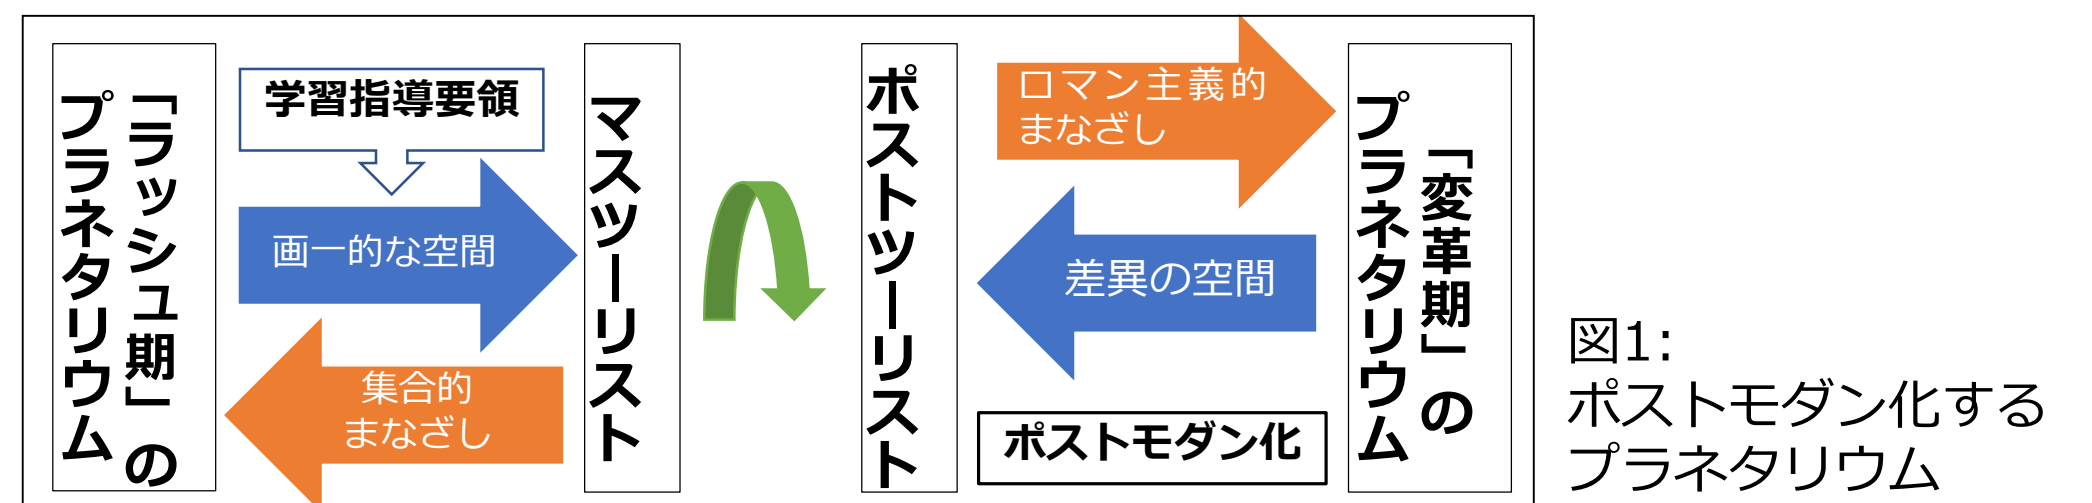 「ラッシュ期」の
プラネタリウム
学習指導要領
画一的な空間
集合的
まなざし
マスツーリスト
ポストツーリスト
ロマン主義的
まなざし
差異の空間
ポストモダン化
「変革期」の
プラネタリウム
図1:
ポストモダン化する
プラネタリウム